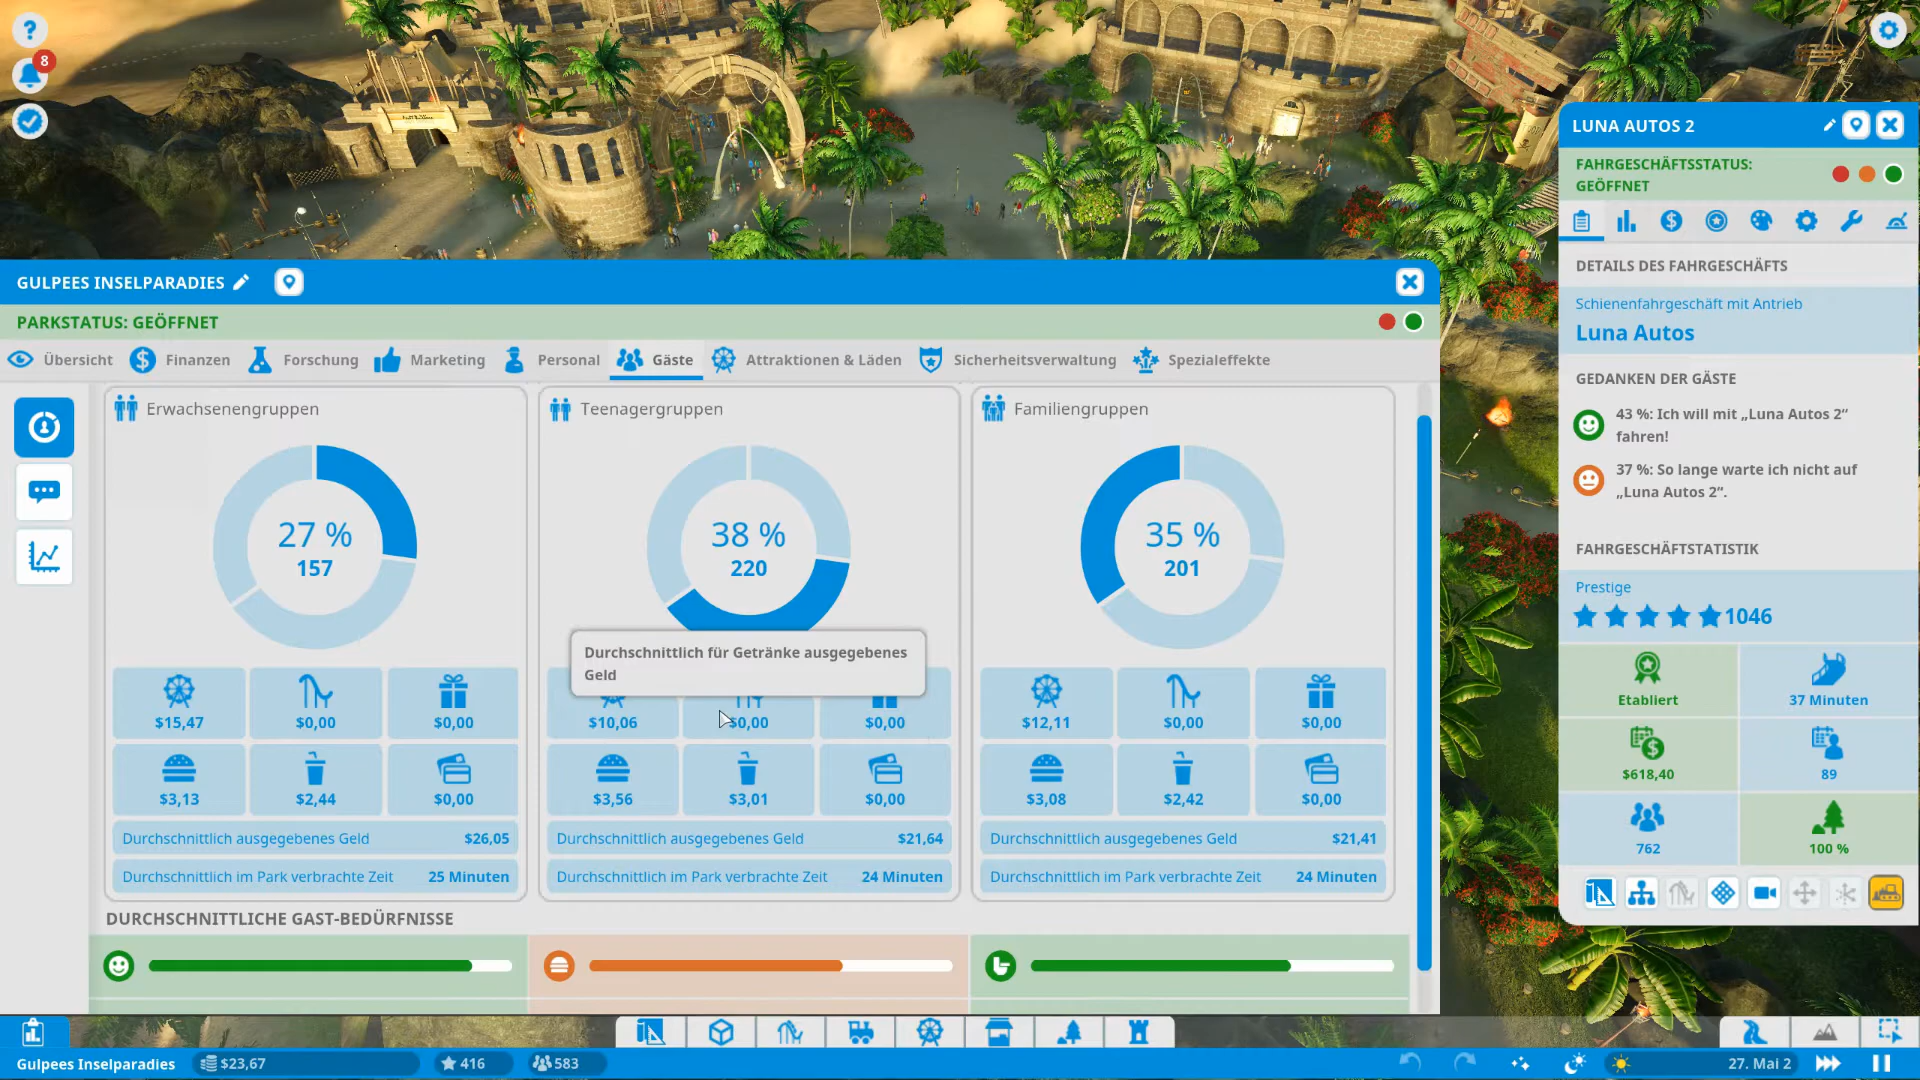 ?
8
GULPEES INSELPARADIES
PARKSTATUS: GEÖFFNET
Übersicht
Finanzen
Forschung
Marketing
Personal
Gäste
Attraktionen & Läden
Sicherheitsverwaltung
Spezialeffekte
Erwachsenengruppen
27 %
157
$15,47
$0,00
$0,00
$3,13
$2,44
$0,00
Durchschnittlich ausgegebenes Geld $26,05
Durchschnittlich im Park verbrachte Zeit 25 Minuten
Teenagergruppen
38 %
220
Durchschnittlich für Getränke ausgegebenes
Geld
$10,06
$0,00
$0,00
$3,56
$3,01
$0,00
Durchschnittlich ausgegebenes Geld $21,64
Durchschnittlich im Park verbrachte Zeit 24 Minuten
Familiengruppen
35 %
201
$12,11
$0,00
$0,00
$3,08
$2,42
$0,00
Durchschnittlich ausgegebenes Geld $21,41
Durchschnittlich im Park verbrachte Zeit 24 Minuten
DURCHSCHNITTLICHE GAST-BEDÜRFNISSE
LUNA AUTOS 2
FAHRGESCHÄFTSSTATUS:
GEÖFFNET
DETAILS DES FAHRGESCHÄFTS
Schienenfahrgeschäft mit Antrieb
Luna Autos
GEDANKEN DER GÄSTE
43 %: Ich will mit „Luna Autos 2“
fahren!
37 %: So lange warte ich nicht auf
„Luna Autos 2“.
FAHRGESCHÄFTSTATISTIK
Prestige
1046
Etabliert
37 Minuten
$618,40
89
762
100 %
Gulpees Inselparadies
$23,67
416
583
27. Mai 2